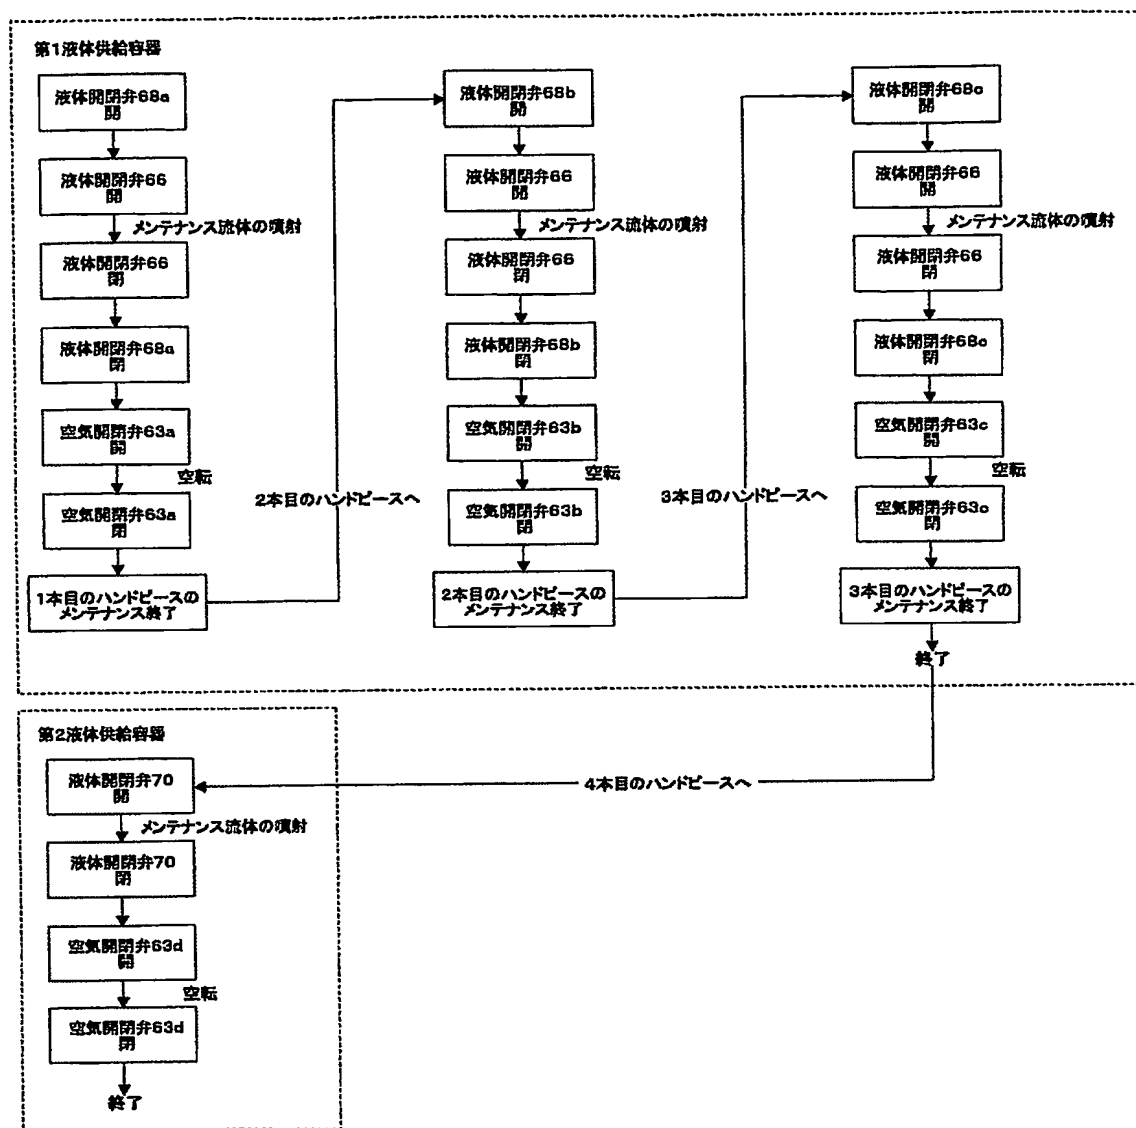 第1液体供給容器
液体開閉弁68a
開
液体開閉弁66
開
メンテナンス流体の噴射
液体開閉弁66
閉
液体開閉弁68a
閉
空気開閉弁63a
開
空転
空気開閉弁63a
閉
1本目のハンドピースの
メンテナンス終了
2本目のハンドピースへ
液体開閉弁68b
開
液体開閉弁66
開
メンテナンス流体の噴射
液体開閉弁66
閉
液体開閉弁68b
閉
空気開閉弁63b
開
空転
空気開閉弁63b
閉
2本目のハンドピースの
メンテナンス終了
3本目のハンドピースへ
液体開閉弁68c
開
液体開閉弁66
開
メンテナンス流体の噴射
液体開閉弁66
閉
液体開閉弁68c
閉
空気開閉弁63c
開
空転
空気開閉弁63c
閉
3本目のハンドピースの
メンテナンス終了
終了
4本目のハンドピースへ
第2液体供給容器
液体開閉弁70
開
メンテナンス流体の噴射
液体開閉弁70
閉
空気開閉弁63d
開
空転
空気開閉弁63d
閉
終了